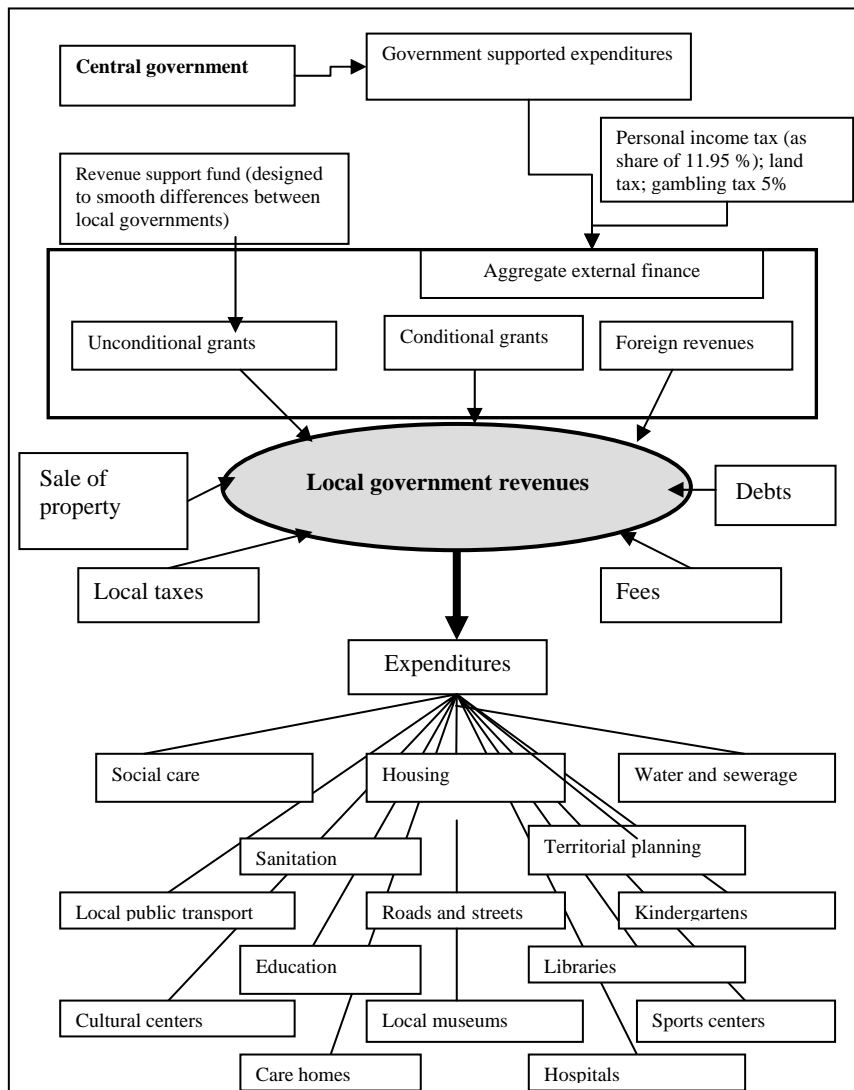 Central government
Government supported expenditures
Personal income tax (as
share of 11.95 %); land
tax; gambling tax 5%
Revenue support fund (designed
to smooth differences between
local governments)
Aggregate external finance
Unconditional grants
Conditional grants
Foreign revenues
Sale of
property
Local government revenues
Debts
Local taxes
Fees
Expenditures
Social care
Housing
Water and sewerage
Sanitation
Territorial planning
Local public transport
Roads and streets
Kindergartens
Education
Libraries
Cultural centers
Local museums
Sports centers
Care homes
Hospitals